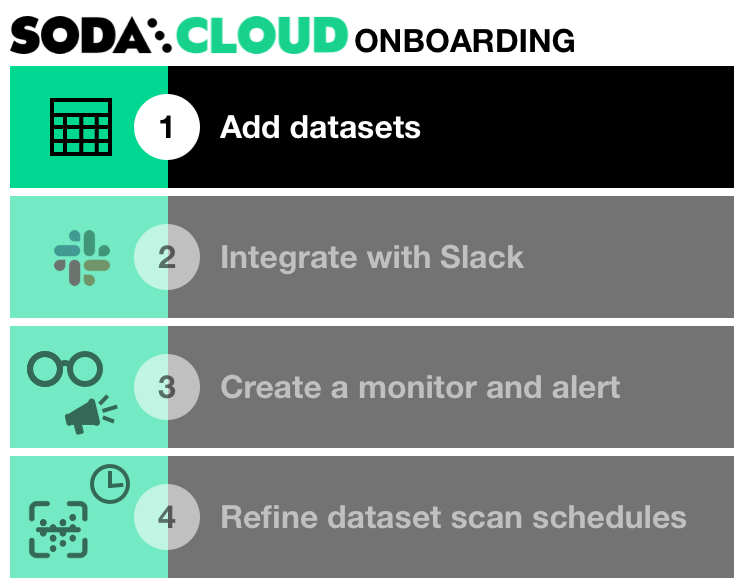 SODA CLOUD ONBOARDING
1 Add datasets
2 Integrate with Slack
3 Create a monitor and alert
4 Refine dataset scan schedules